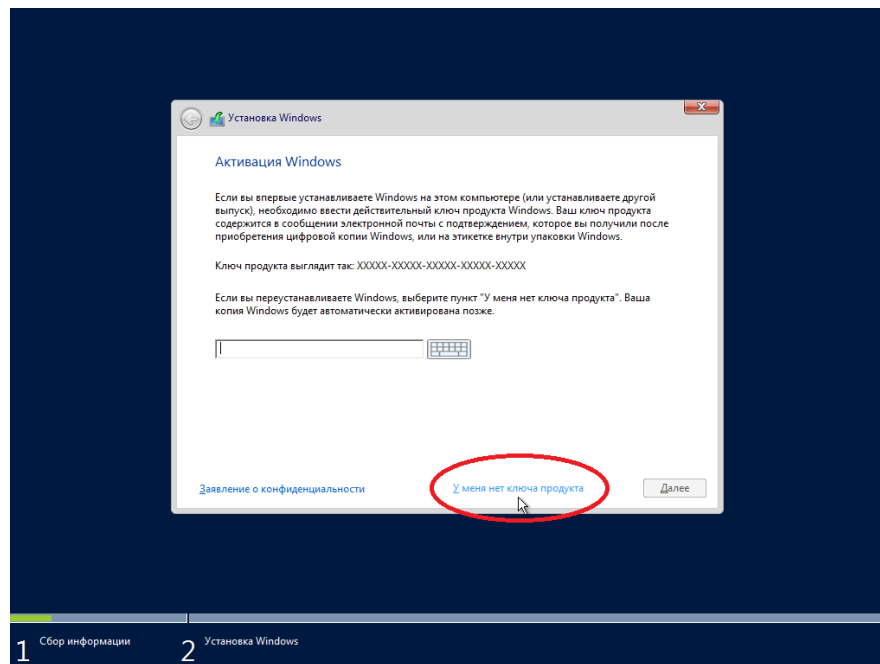 Установка Windows
x
Активация Windows
Если вы впервые устанавливаете Windows на этом компьютере (или устанавливаете другой
выпуск), необходимо ввести действительный ключ продукта Windows. Ваш ключ продукта
содержится в сообщении электронной почты с подтверждением, которое вы получили после
приобретения цифровой копии Windows, или на этикетке внутри упаковки Windows.
Ключ продукта выглядит так: XXXXX-XXXXX-XXXXX-XXXXX-XXXXX
Если вы переустанавливаете Windows, выберите пункт "У меня нет ключа продукта". Ваша
копия Windows будет автоматически активирована позже.
Заявление о конфиденциальности
У меня нет ключа продукта
Далее
1 Сбор информации
2 Установка Windows